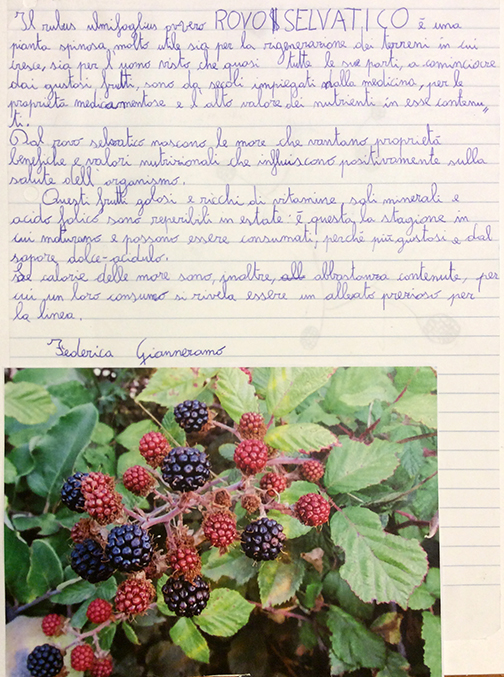 Il rubus ulmifoglius ovvero ROVO SELVATICO è una
pianta spinosa molto utile sia per la rigenerazione dei terreni in cui
cresce, sia per l'uomo visto che quasi tutte le sue parti, a cominciare
dai gustosi frutti, sono da secoli impiegati nella medicina, per le
proprietà medicamentose e l'alto valore dei nutrienti in esse contenu"
ti.
Dal rovo selvatico nascono le more che vantano proprietà
benefiche e valori nutrizionali che influiscono positivamente sulla
salute dell'organismo.
Questi frutti golosi e ricchi di vitamine sali minerali e
acido folico sono reperibili in estate: è questa la stagione in
cui maturano e possono essere consumati, perché più gustosi e dal
sapore dolce-acidulo.
Le calorie delle more sono, inoltre, abbastanza contenute, per
cui un loro consumo si rivela essere un alleato prezioso per
la linea.
Federica Gianneramo